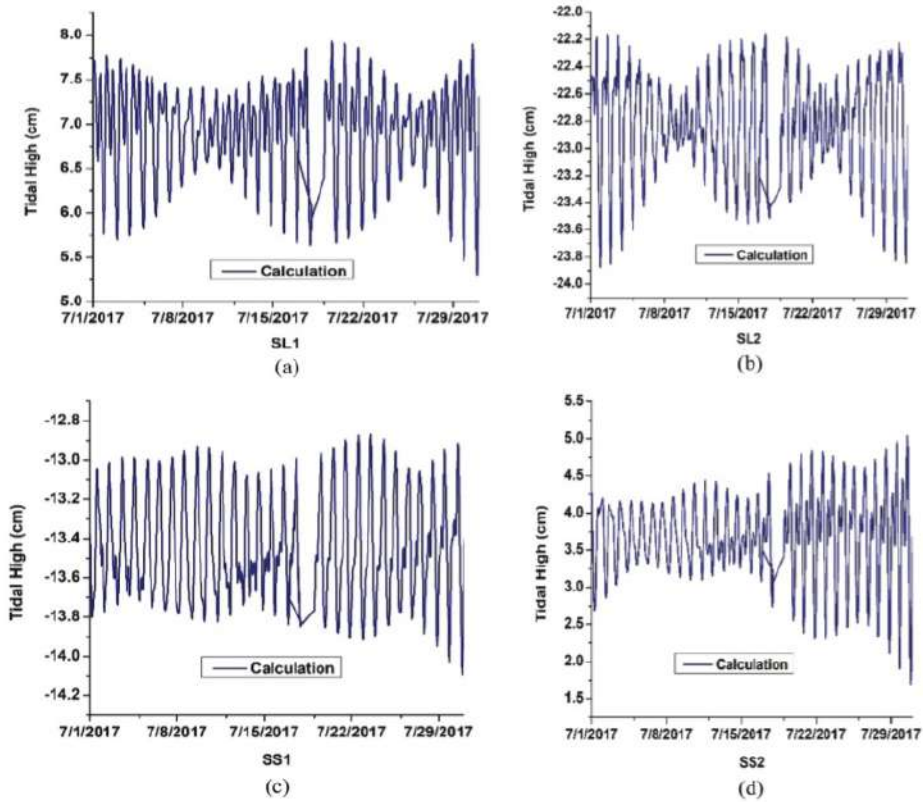 8.0
7.5
7.0
6.5
6.0
5.5
5.0
Tidal High (cm)
Calculation
7/1/2017 7/8/2017 7/15/2017 7/22/2017 7/29/2017
SL1
(a)
-22.0
-22.2
-22.4
-22.6
-22.8
-23.0
-23.2
-23.4
-23.6
-23.8
-24.0
Tidal High (cm)
Calculation
7/1/2017 7/8/2017 7/15/2017 7/22/2017 7/29/2017
SL2
(b)
-12.8
-13.0
-13.2
-13.4
-13.6
-13.8
-14.0
-14.2
Tidal High (cm)
Calculation
7/1/2017 7/8/2017 7/15/2017 7/22/2017 7/29/2017
SS1
(c)
5.5
5.0
4.5
4.0
3.5
3.0
2.5
2.0
1.5
Tidal High (cm)
Calculation
7/1/2017 7/8/2017 7/15/2017 7/22/2017 7/29/2017
SS2
(d)